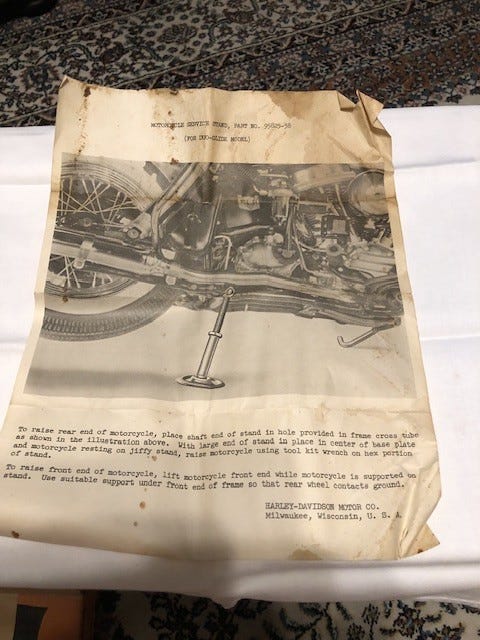 MOTORCYCLE SERVICE STAND, PART NO. 95825-58
(FOR DUO-GLIDE MODEL)
To raise rear end of motorcycle, place shaft end of stand in hole provided in frame cross tube
as shown in the illustration above. With large end of stand in place in center of base plate
and motorcycle resting on jiffy stand, raise motorcycle using tool kit wrench on hex portion
of stand.
To raise front end of motorcycle, lift motorcycle front end while motorcycle is supported on
stand. Use suitable support under front end of frame so that rear wheel contacts ground.
HARLEY-DAVIDSON MOTOR CO.
Milwaukee, Wisconsin, U. S. A.